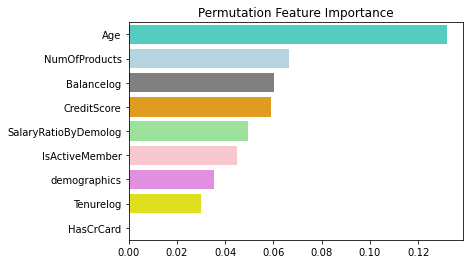 Permutation Feature Importance
Age
NumOfProducts
Balancelog
CreditScore
SalaryRatioByDemolog
IsActiveMember
demographics
Tenurelog
HasCrCard
0.00 0.02 0.04 0.06 0.08 0.10 0.12